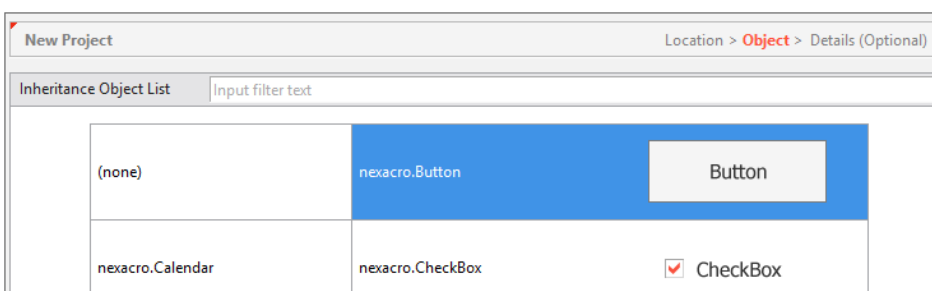 New Project Location > Object > Details (Optional)
Inheritance Object List Input filter text
(none) nexacro.Button Button
nexacro.Calendar nexacro.CheckBox CheckBox